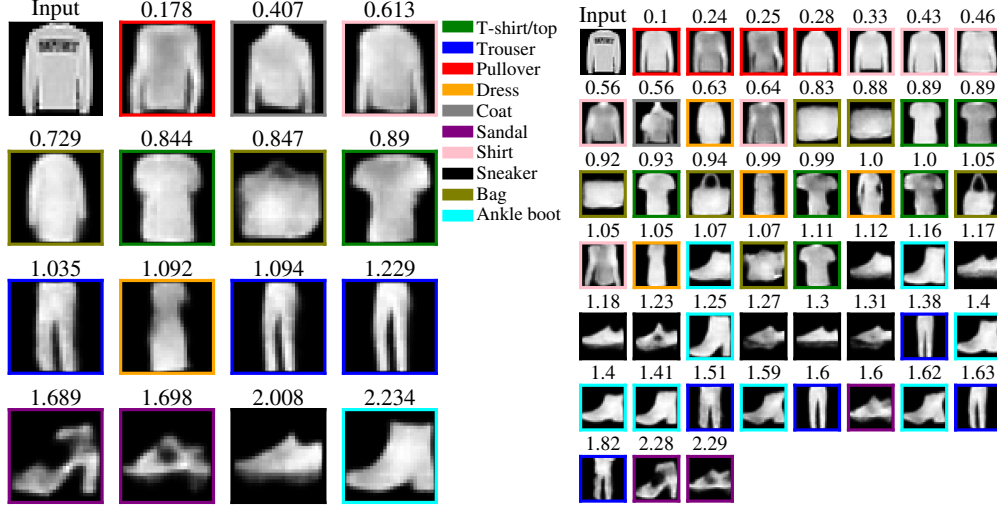 Input 0.178 0.407 0.613
0.729 0.844 0.847 0.89
1.035 1.092 1.094 1.229
1.689 1.698 2.008 2.234
T-shirt/top
Trouser
Pullover
Dress
Coat
Sandal
Shirt
Sneaker
Bag
Ankle boot
Input 0.1 0.24 0.25 0.28 0.33 0.43 0.46
0.56 0.56 0.63 0.64 0.83 0.88 0.89 0.89
0.92 0.93 0.94 0.99 0.99 1.0 1.0 1.05
1.05 1.05 1.07 1.07 1.11 1.12 1.16 1.17
1.18 1.23 1.25 1.27 1.3 1.31 1.38 1.4
1.4 1.41 1.51 1.59 1.6 1.6 1.62 1.63
1.82 2.28 2.29